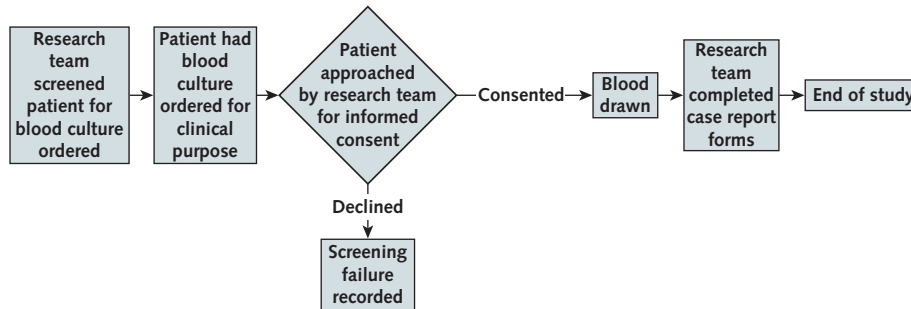 Research
team
screened
patient for
blood culture
ordered
Patient had
blood
culture
ordered for
clinical
purpose
Patient
approached
by research team
for informed
consent
Consented
Blood
drawn
Research
team
completed
case report
forms
End of study
Declined
Screening
failure
recorded